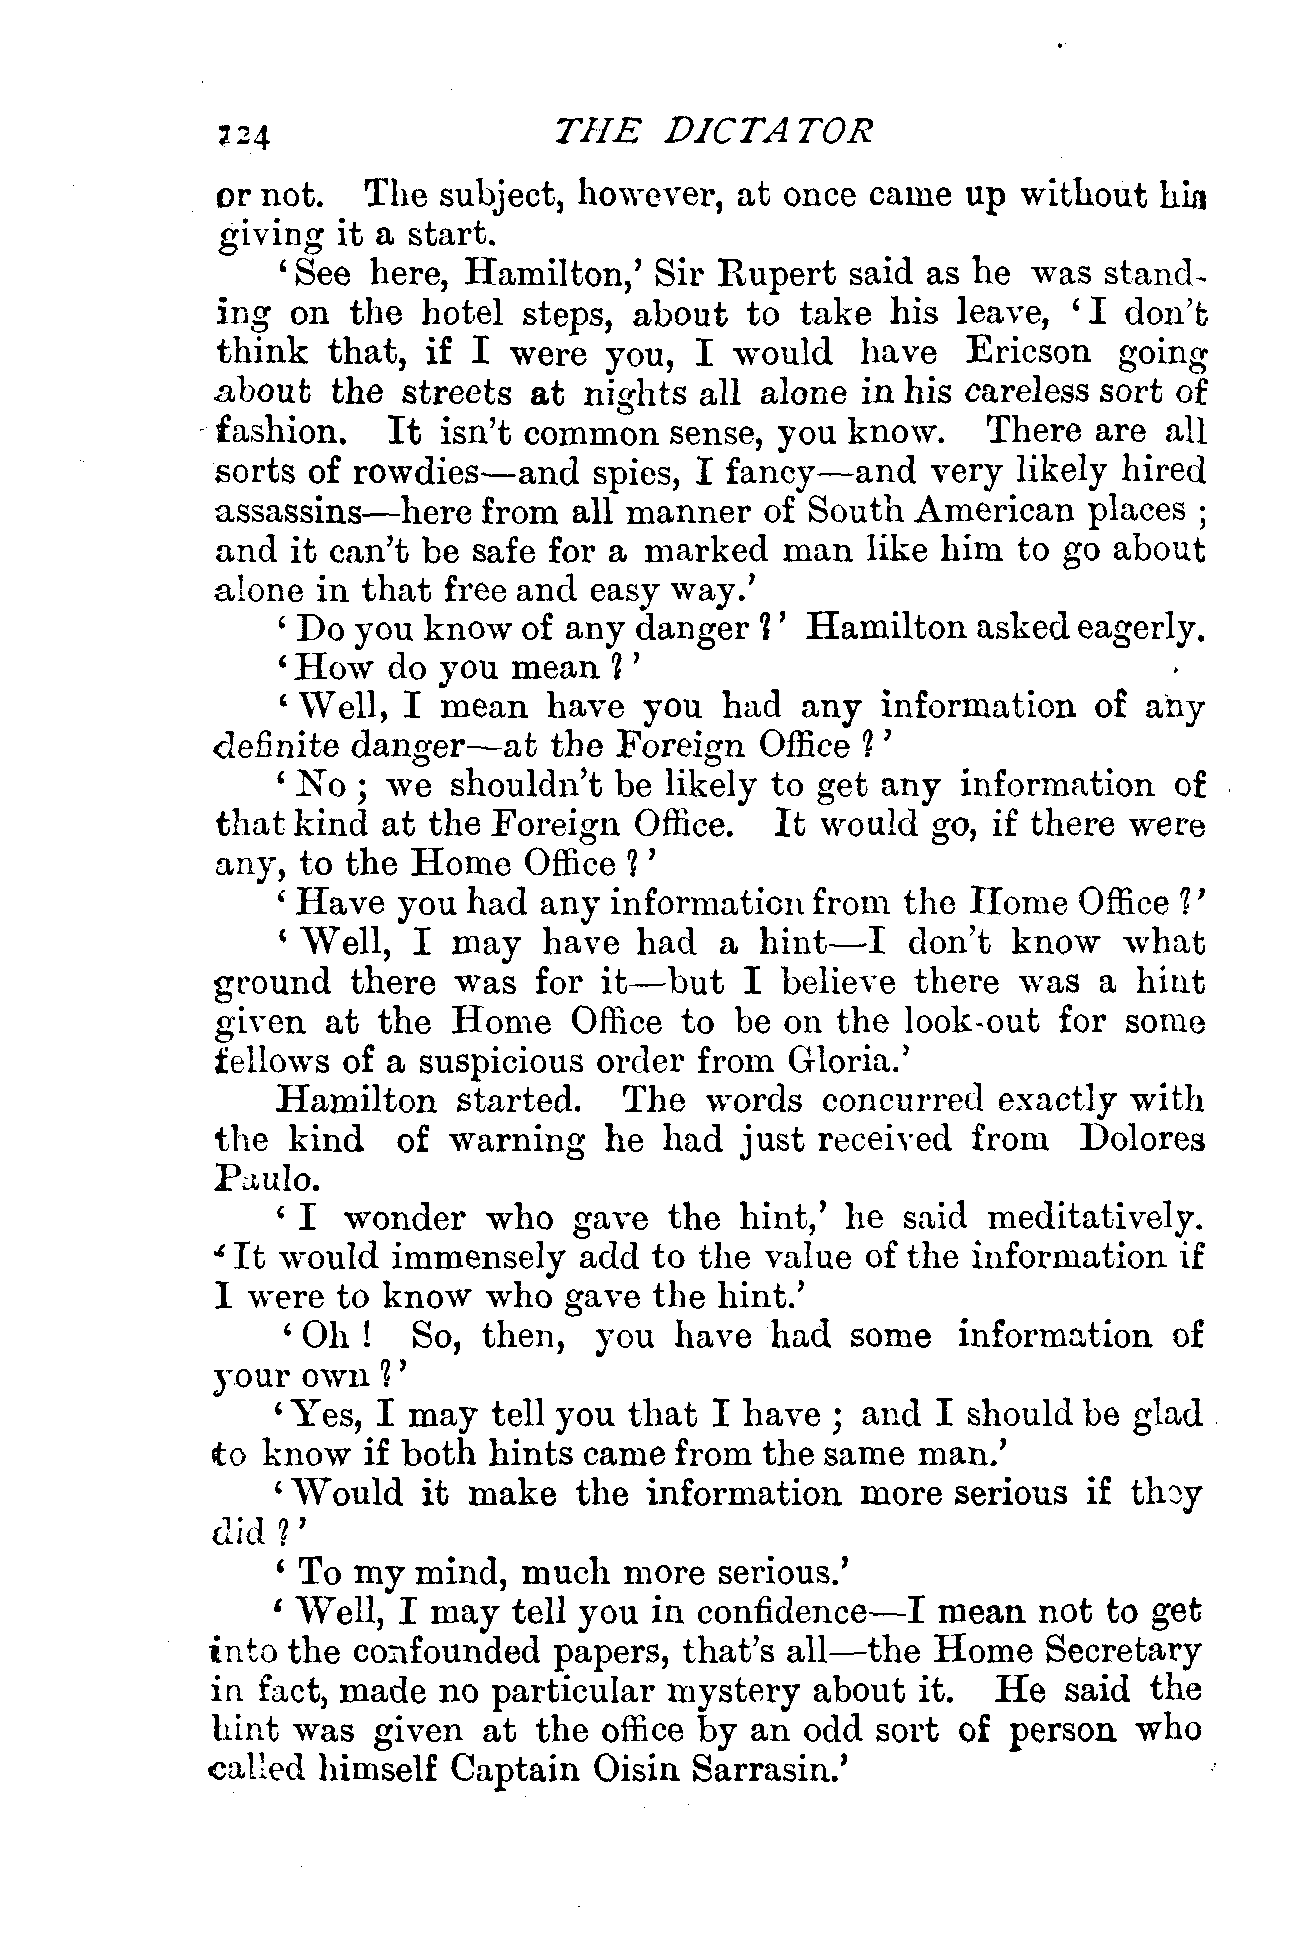 124 THE DICTATOR
or not. The subject, however, at once came up without his
giving it a start.
‘See here, Hamilton,’ Sir Rupert said as he was stand-
ing on the hotel steps, about to take his leave, ‘I don’t
think that, if I were you, I would have Ericson going
about the streets at nights all alone in his careless sort of
fashion. It isn’t common sense, you know. There are all
sorts of rowdies—and spies, I fancy—and very likely hired
assassins—here from all manner of South American places ;
and it can’t be safe for a marked man like him to go about
alone in that free and easy way.’
‘Do you know of any danger ?’ Hamilton asked eagerly.
‘How do you mean ?’
‘Well, I mean have you had any information of any
definite danger—at the Foreign Office ?’
‘No ; we shouldn’t be likely to get any information of
that kind at the Foreign Office. It would go, if there were
any, to the Home Office ?’
‘Have you had any information from the Home Office ?’
‘Well, I may have had a hint—I don’t know what
ground there was for it—but I believe there was a hint
given at the Home Office to be on the look-out for some
fellows of a suspicious order from Gloria.’
Hamilton started. The words concurred exactly with
the kind of warning he had just received from Dolores
Paulo.
‘I wonder who gave the hint,’ he said meditatively.
‘It would immensely add to the value of the information if
I were to know who gave the hint.’
‘Oh ! So, then, you have had some information of
your own ?’
‘Yes, I may tell you that I have ; and I should be glad
to know if both hints came from the same man.’
‘Would it make the information more serious if they
did ?’
‘To my mind, much more serious.’
‘Well, I may tell you in confidence—I mean not to get
into the confounded papers, that’s all—the Home Secretary
in fact, made no particular mystery about it. He said the
hint was given at the office by an odd sort of person who
called himself Captain Oisin Sarrasin.’